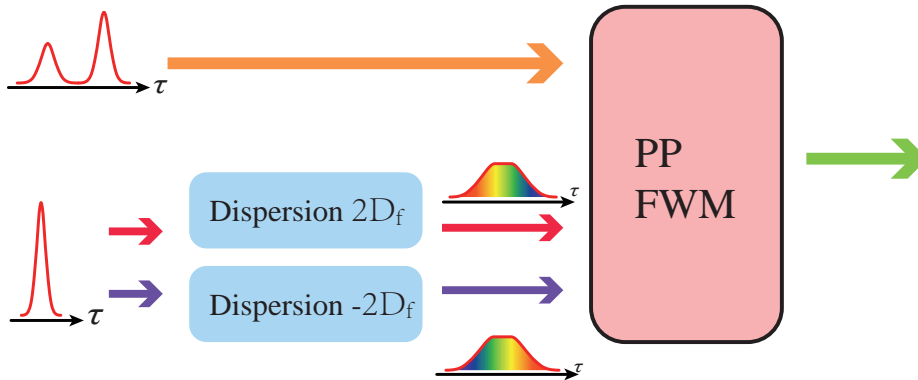 τ
τ
Dispersion 2D_f
PP
FWM
τ
Dispersion -2D_f
τ
τ